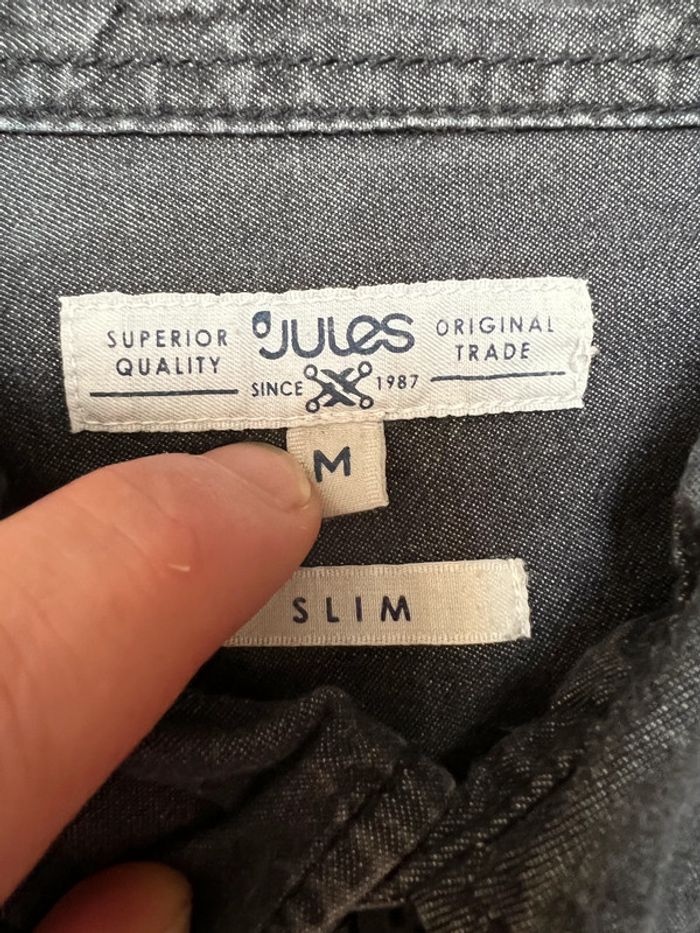 SUPERIOR QUALITY
JULES
ORIGINAL TRADE
SINCE 1987
M
SLIM